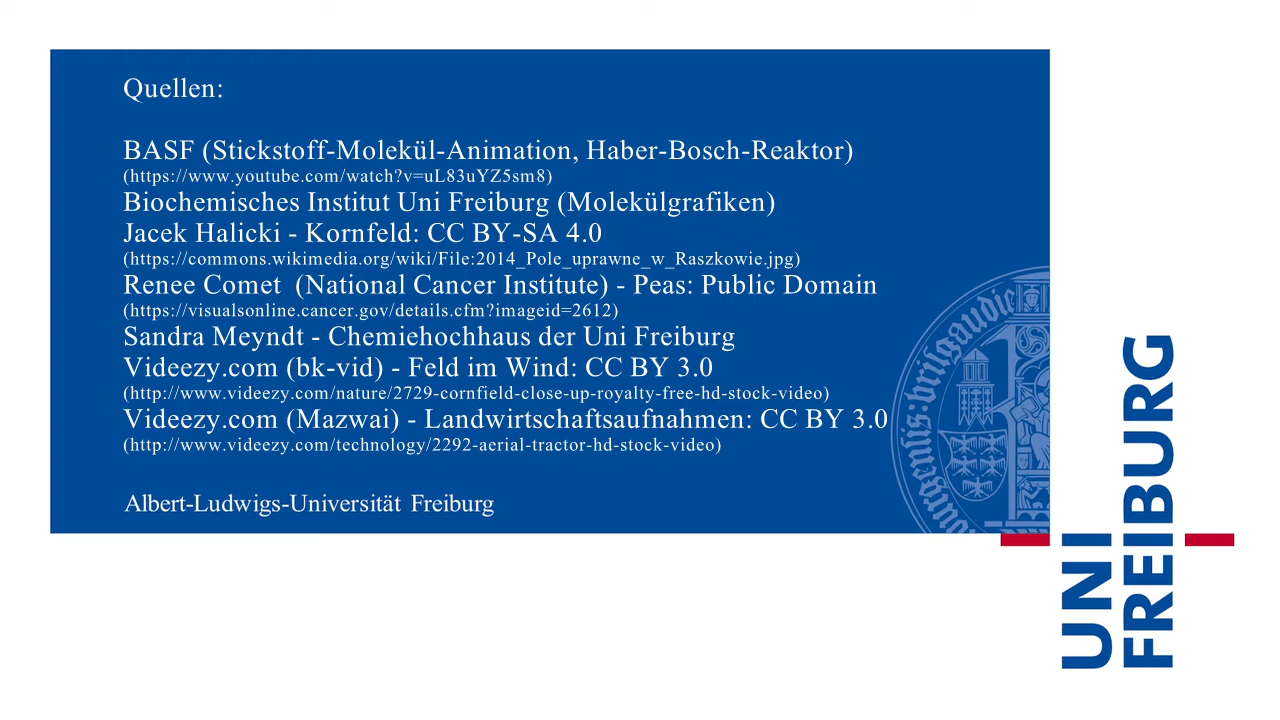 Quellen:
BASF (Stickstoff-Molekül-Animation, Haber-Bosch-Reaktor)
(https://www.youtube.com/watch?v=uL83uYZ5sm8)
Biochemisches Institut Uni Freiburg (Molekülgrafiken)
Jacek Halicki - Kornfeld: CC BY-SA 4.0
(https://commons.wikimedia.org/wiki/File:2014_Pole_uprawne_w_Raszkowie.jpg)
Renee Comet  (National Cancer Institute) - Peas: Public Domain
(https://visualsonline.cancer.gov/details.cfm?imageid=2612)
Sandra Meyndt - Chemiehochhaus der Uni Freiburg
Videezy.com (bk-vid) - Feld im Wind: CC BY 3.0
(http://www.videezy.com/nature/2729-cornfield-close-up-royalty-free-hd-stock-video)
Videezy.com (Mazwai) - Landwirtschaftsaufnahmen: CC BY 3.0
(http://www.videezy.com/technology/2292-aerial-tractor-hd-stock-video)
Albert-Ludwigs-Universität Freiburg
UNI
FREIBURG